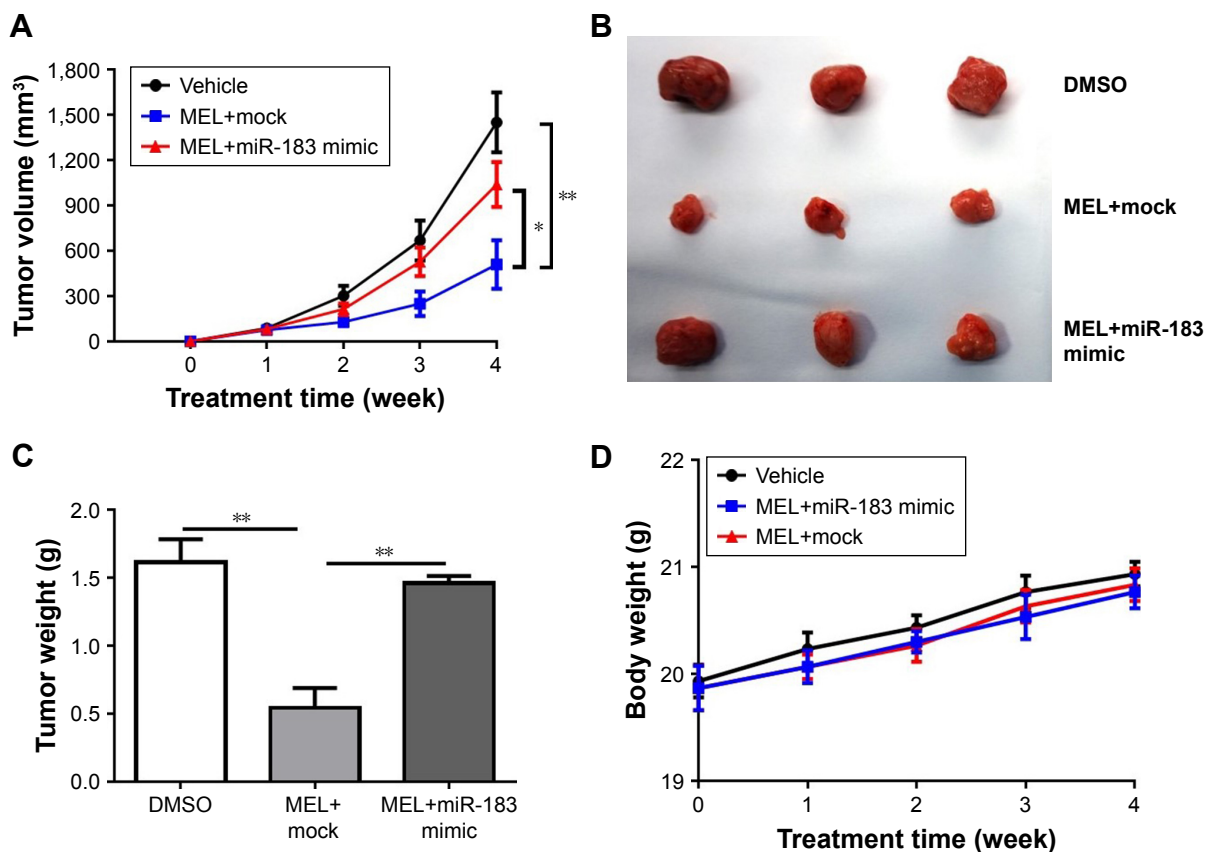 A
Tumor volume (mm³)
1,800
1,500
1,200
900
600
300
0
Vehicle
MEL+mock
MEL+miR-183 mimic
*
**
0 1 2 3 4
Treatment time (week)
B
DMSO
MEL+mock
MEL+miR-183
mimic
C
Tumor weight (g)
2.0
1.5
1.0
0.5
0.0
**
**
DMSO
MEL+
mock
MEL+miR-183
mimic
D
Body weight (g)
22
21
20
19
Vehicle
MEL+miR-183 mimic
MEL+mock
0 1 2 3 4
Treatment time (week)